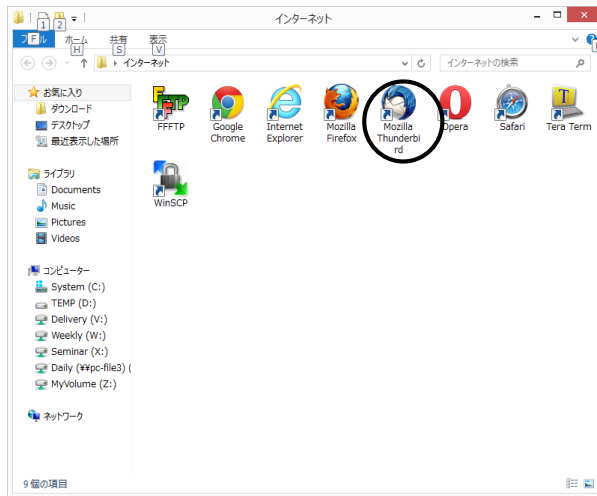 1 2
インターネット
ファイル ホーム 共有 表示
F H S V
インターネット
インターネットの検索
お気に入り
ダウンロード
デスクトップ
最近表示した場所
ライブラリ
Documents
Music
Pictures
Videos
コンピューター
System (C:)
TEMP (D:)
Delivery (V:)
Weekly (W:)
Seminar (X:)
Daily (¥¥pc-file3) (
MyVolume (Z:)
ネットワーク
FFFTP
Google
Chrome
Internet
Explorer
Mozilla
Firefox
Mozilla
Thunderbi
rd
Opera
Safari
Tera Term
WinSCP
9 個の項目